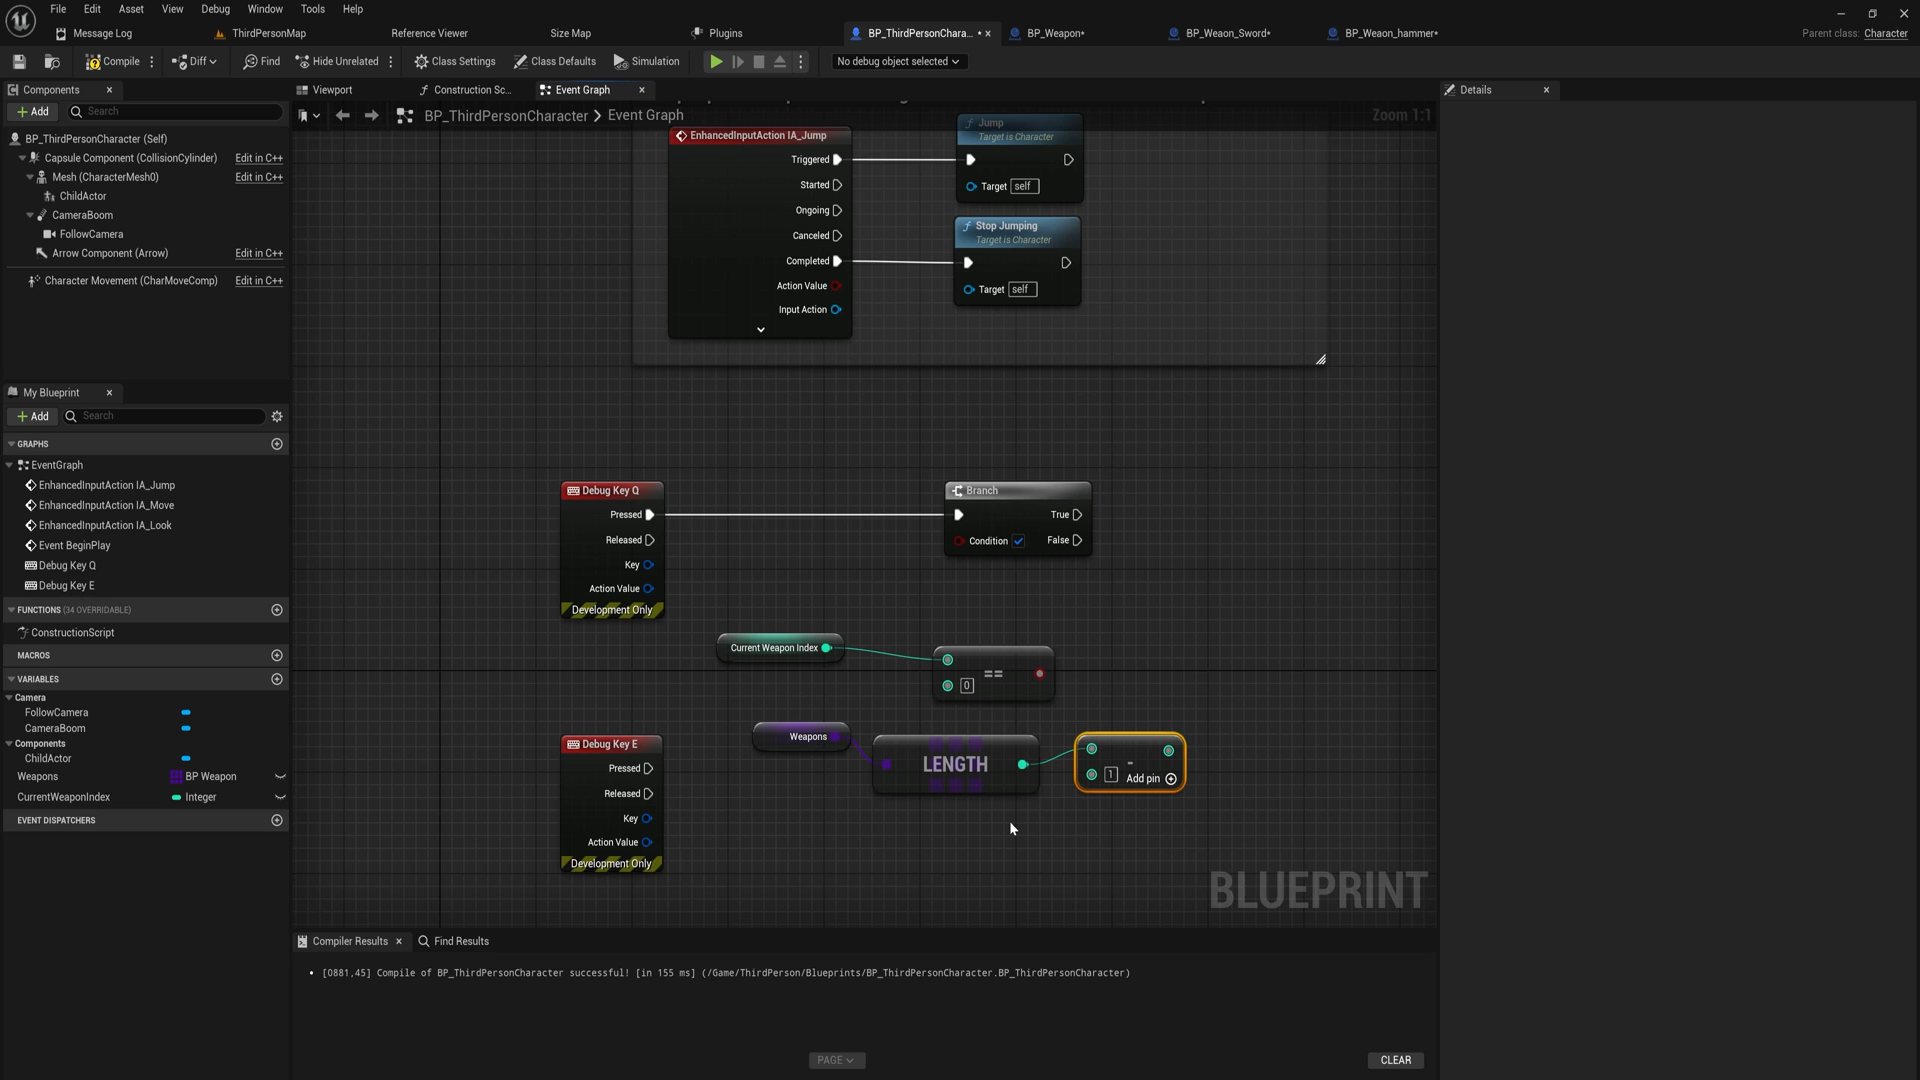 File Edit Asset View Debug Window Tools Help
Message Log ThirdPersonMap Reference Viewer Size Map Plugins BP_ThirdPersonChara... * BP_Weapon* BP_Weaon_Sword* BP_Weaon_hammer* Parent class: Character
Compile Diff Find Hide Unrelated Class Settings Class Defaults Simulation No debug object selected
Components
Add Search
BP_ThirdPersonCharacter (Self)
Capsule Component (CollisionCylinder) Edit in C++
Mesh (CharacterMesh0) Edit in C++
ChildActor
CameraBoom
FollowCamera
Arrow Component (Arrow) Edit in C++
Character Movement (CharMoveComp) Edit in C++
My Blueprint
Add Search
GRAPHS
EventGraph
EnhancedInputAction IA_Jump
EnhancedInputAction IA_Move
EnhancedInputAction IA_Look
Event BeginPlay
Debug Key Q
Debug Key E
FUNCTIONS (34 OVERRIDABLE)
ConstructionScript
MACROS
VARIABLES
Camera
FollowCamera
CameraBoom
Components
ChildActor
Weapons BP Weapon
CurrentWeaponIndex Integer
EVENT DISPATCHERS
Viewport Construction Sc... Event Graph
BP_ThirdPersonCharacter > Event Graph Zoom 1:1
EnhancedInputAction IA_Jump
Triggered
Started
Ongoing
Canceled
Completed
Action Value
Input Action
Jump
Target is Character
Target self
Stop Jumping
Target is Character
Target self
Debug Key Q
Pressed
Released
Key
Action Value
Development Only
Branch
True
Condition False
Current Weapon Index
==
0
Debug Key E
Pressed
Released
Key
Action Value
Development Only
Weapons
LENGTH
-
1 Add pin
BLUEPRINT
Compiler Results Find Results
[0881,45] Compile of BP_ThirdPersonCharacter successful! [in 155 ms] (/Game/ThirdPerson/Blueprints/BP_ThirdPersonCharacter.BP_ThirdPersonCharacter)
PAGE CLEAR
Details